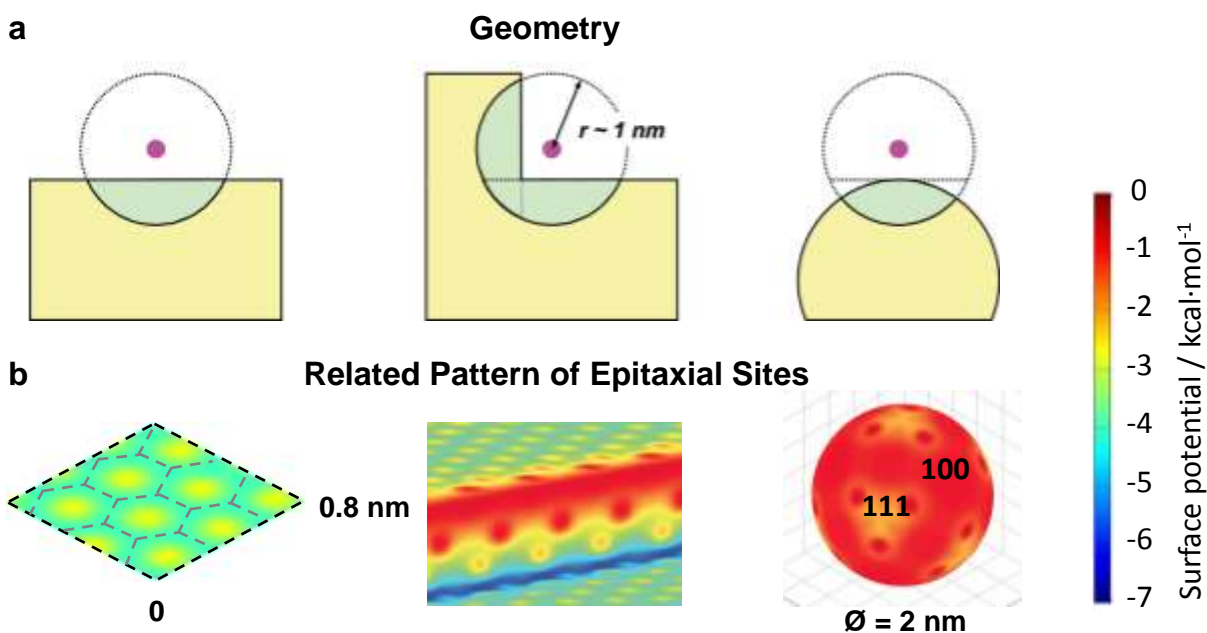 a
Geometry
r ~ 1 nm
b
Related Pattern of Epitaxial Sites
0.8 nm
0
100
111
Ø = 2 nm
0
-1
-2
-3
-4
-5
-6
-7
Surface potential / kcal·mol⁻¹